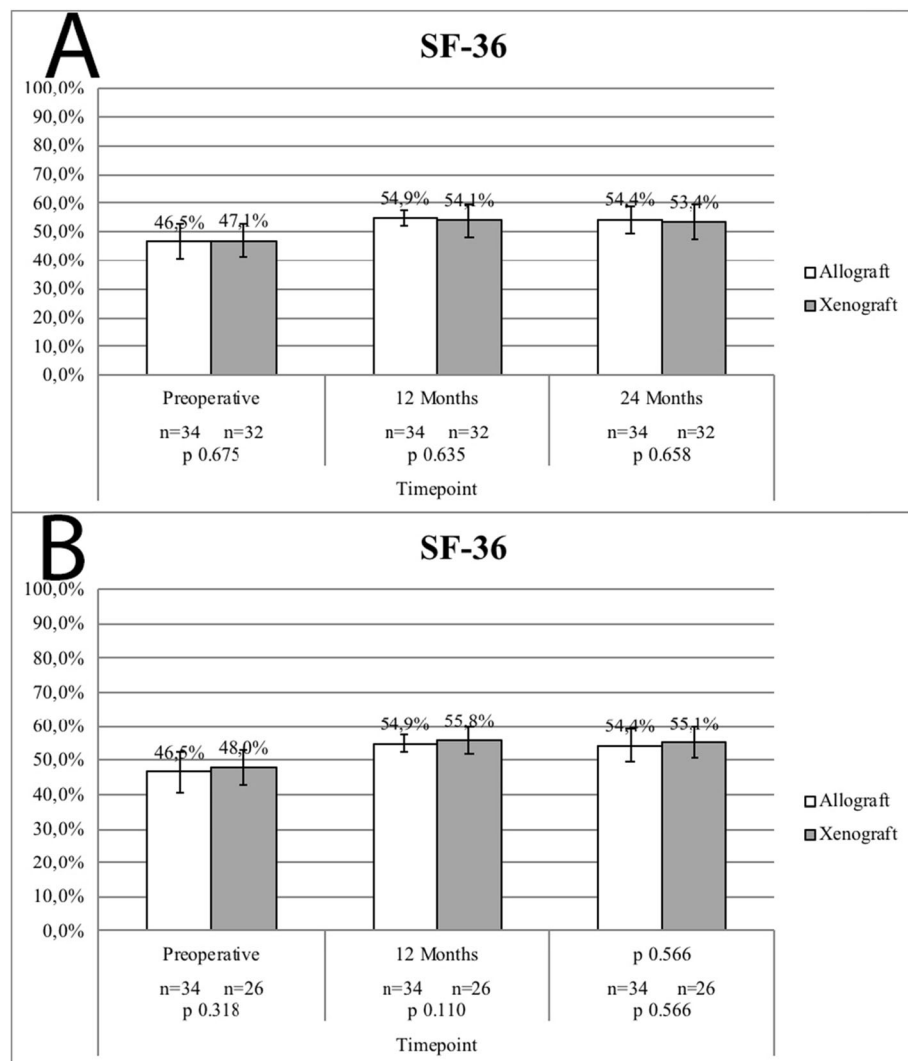 A
SF-36
100,0%
90,0%
80,0%
70,0%
60,0%
50,0%
40,0%
30,0%
20,0%
10,0%
0,0%
46,5% 47,1% 54,9% 54,1% 54,4% 53,4%
Allograft
Xenograft
Preoperative 12 Months 24 Months
n=34 n=32 n=34 n=32 n=34 n=32
p 0.675 p 0.635 p 0.658
Timepoint
B
SF-36
100,0%
90,0%
80,0%
70,0%
60,0%
50,0%
40,0%
30,0%
20,0%
10,0%
0,0%
46,5% 48,0% 54,9% 55,8% 54,4% 55,1%
Allograft
Xenograft
Preoperative 12 Months p 0.566
n=34 n=26 n=34 n=26 n=34 n=26
p 0.318 p 0.110 p 0.566
Timepoint